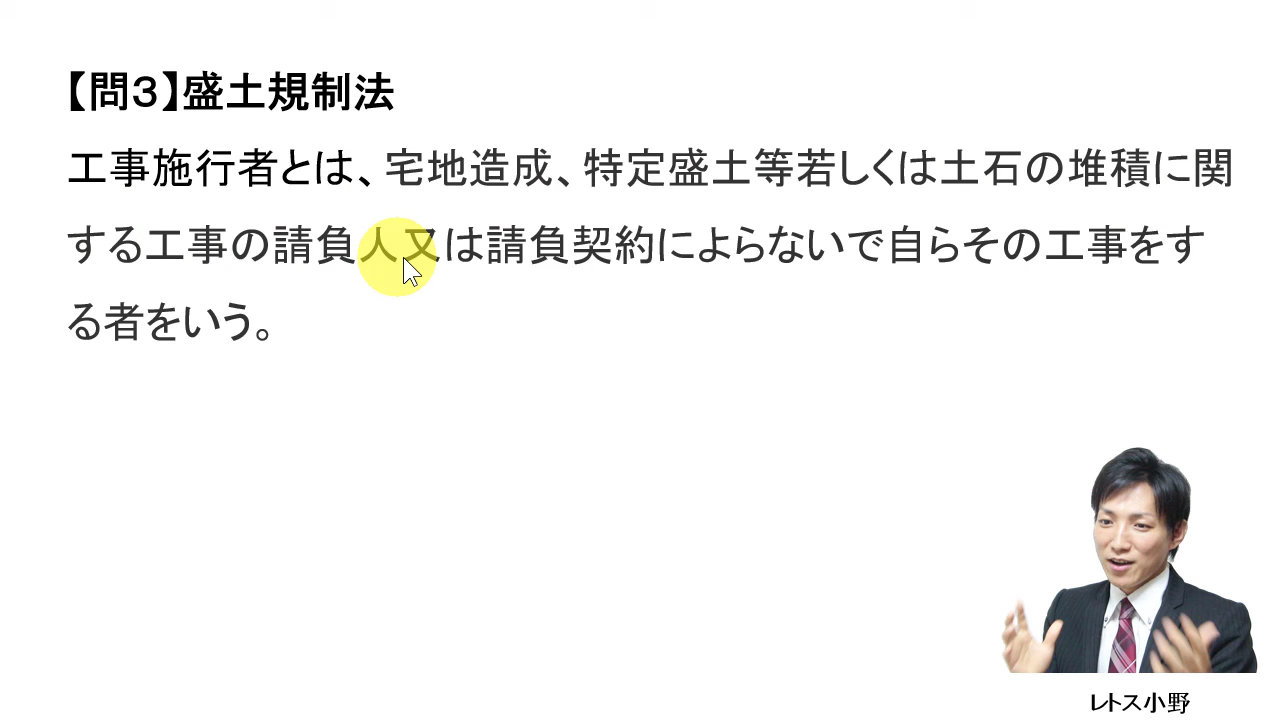 【問３】盛土規制法
工事施行者とは、宅地造成、特定盛土等若しくは土石の堆積に関
する工事の請負人又は請負契約によらないで自らその工事をす
る者をいう。
レトス小野